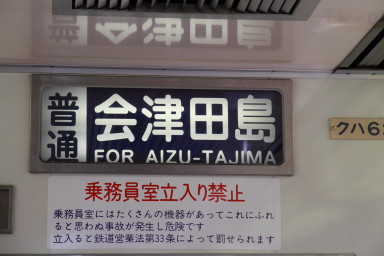 普通
会津田島
FOR AIZU-TAJIMA
クハ6
乗務員室立入り禁止
乗務員室にはたくさんの機器があってこれにふれ
ると思わぬ事故が発生し危険です
立入ると鉄道営業法第33条によって罰せられます